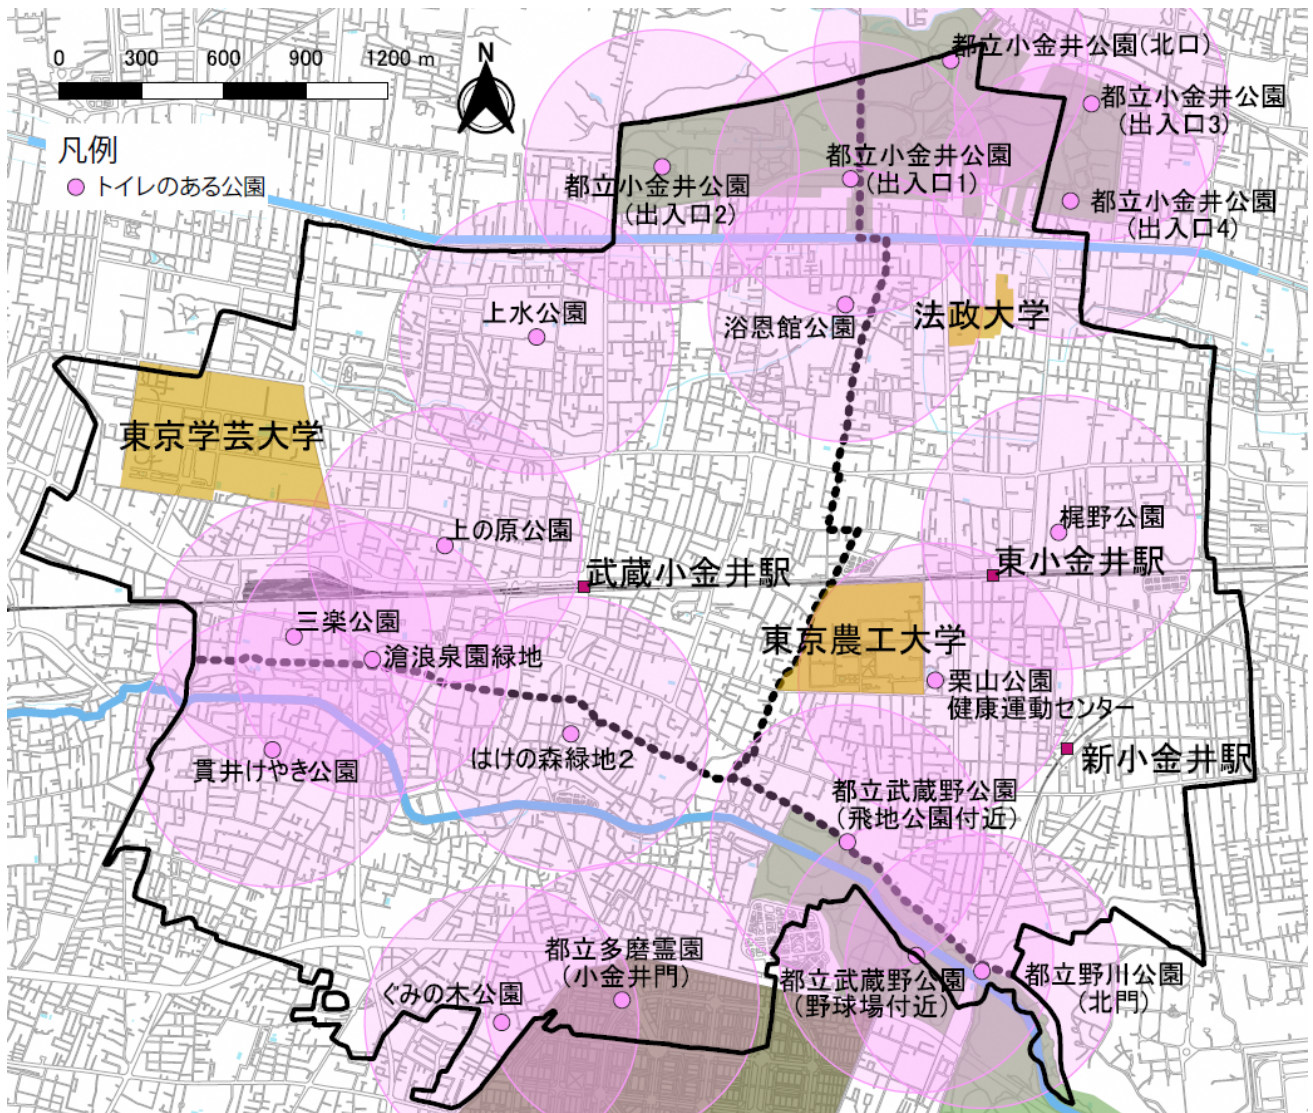 0 300 600 900 1200 m
N
凡例
トイレのある公園
都立小金井公園(北口)
都立小金井公園
(出入口3)
都立小金井公園
(出入口1)
都立小金井公園
(出入口2)
都立小金井公園
(出入口4)
上水公園
浴恩館公園
法政大学
東京学芸大学
上の原公園
武蔵小金井駅
梶野公園
東小金井駅
三楽公園
滄浪泉園緑地
東京農工大学
栗山公園
健康運動センター
貫井けやき公園
はけの森緑地2
新小金井駅
都立武蔵野公園
(飛地公園付近)
都立多磨霊園
(小金井門)
ぐみの木公園
都立武蔵野公園
(野球場付近)
都立野川公園
(北門)